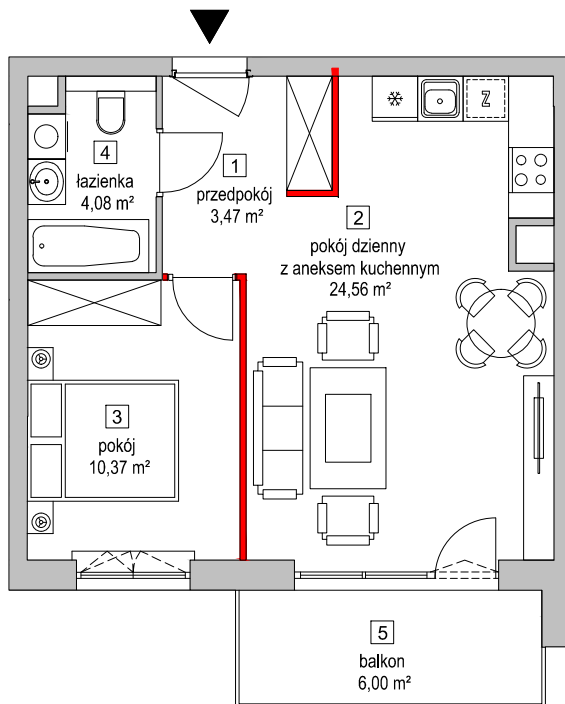 Z
4
łazienka
4,08 m²
1
przedpokój
3,47 m²
2
pokój dzienny
z aneksem kuchennym
24,56 m²
3
pokój
10,37 m²
5
balkon
6,00 m²